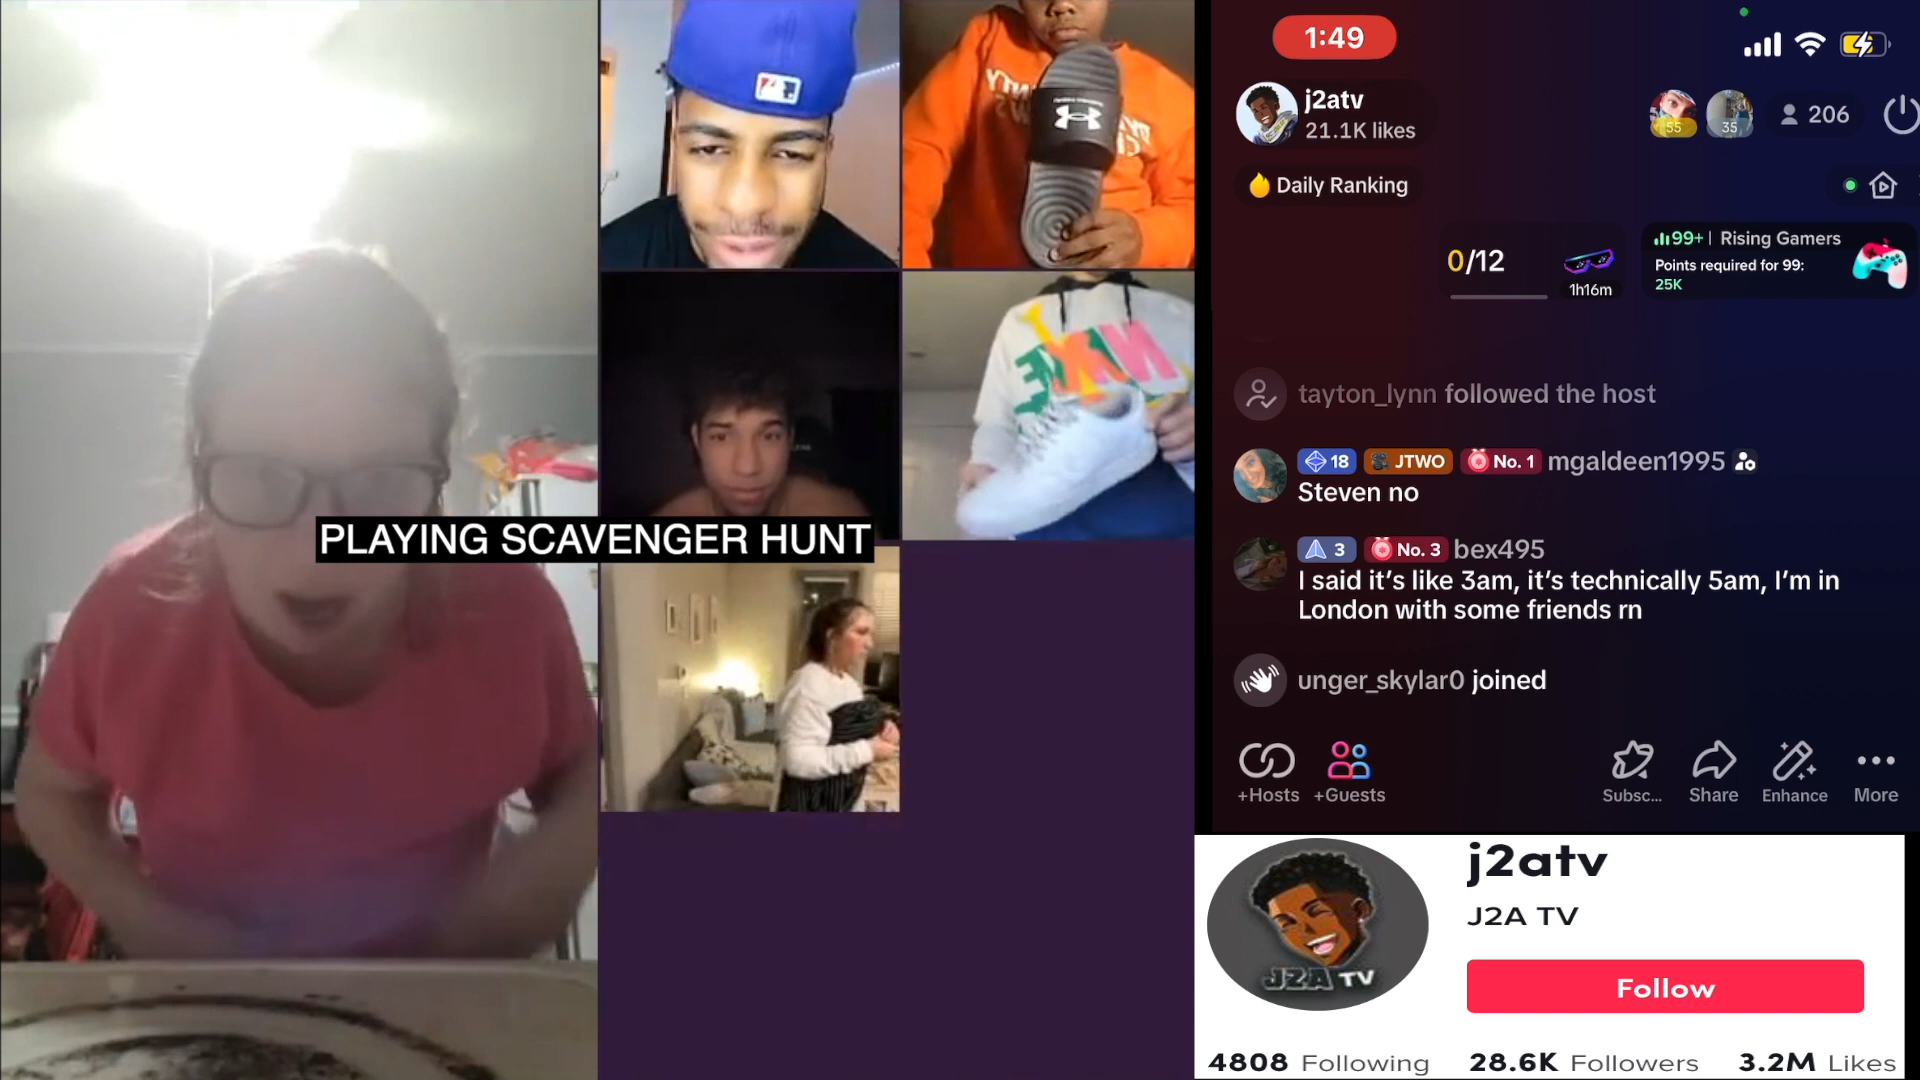 PLAYING SCAVENGER HUNT
1:49
j2atv
21.1K likes
55
35
206
Daily Ranking
0/12
1h16m
99+ | Rising Gamers
Points required for 99:
25K
tayton_lynn followed the host
18 JTWO No. 1 mgaldeen1995
Steven no
3 No. 3 bex495
I said it's like 3am, it's technically 5am, I'm in
London with some friends rn
unger_skylar0 joined
+Hosts +Guests Subsc... Share Enhance More
j2atv
J2A TV
J2A TV
Follow
4808 Following 28.6K Followers 3.2M Likes